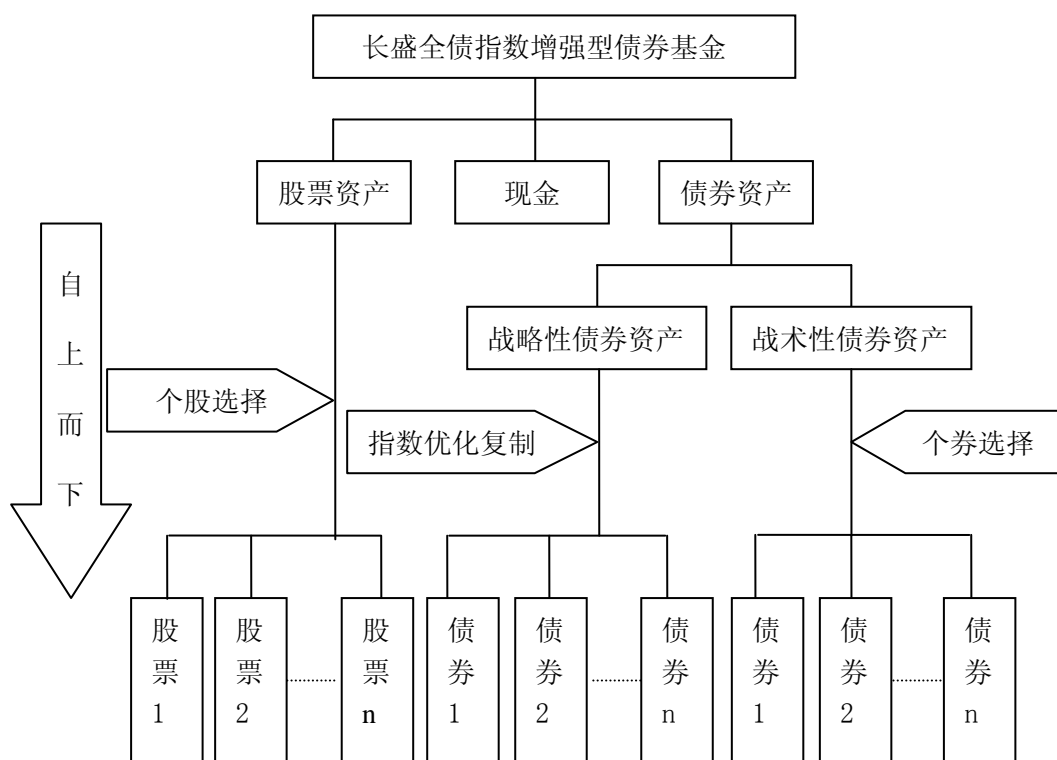 长盛全债指数增强型债券基金
股票资产
现金
债券资产
自上而下
战略性债券资产
战术性债券资产
个股选择
指数优化复制
个券选择
股票1
股票2
股票n
债券1
债券2
债券n
债券1
债券2
债券n